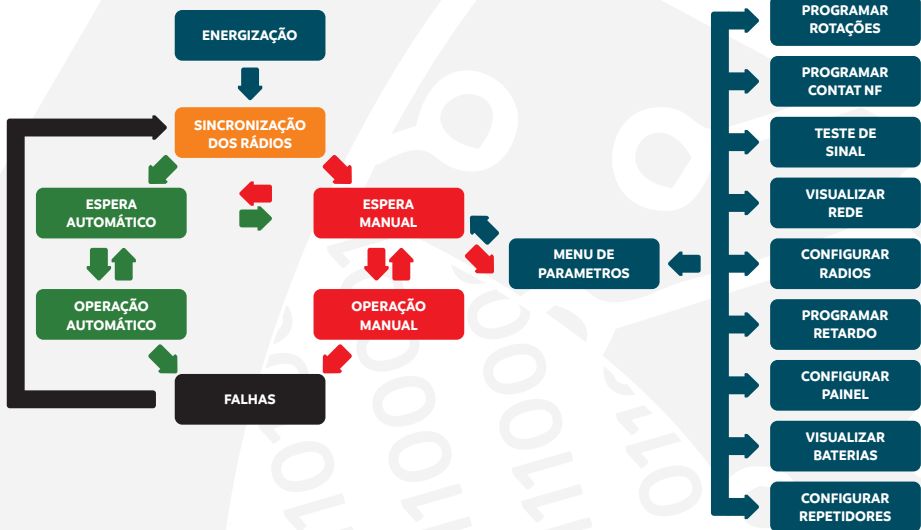 ENERGIZAÇÃO
SINCRONIZAÇÃO
DOS RÁDIOS
ESPERA
AUTOMÁTICO
ESPERA
MANUAL
OPERAÇÃO
AUTOMÁTICO
OPERAÇÃO
MANUAL
FALHAS
MENU DE
PARAMETROS
PROGRAMAR
ROTAÇÕES
PROGRAMAR
CONTAT NF
TESTE DE
SINAL
VISUALIZAR
REDE
CONFIGURAR
RADIOS
PROGRAMAR
RETARDO
CONFIGURAR
PAINEL
VISUALIZAR
BATERIAS
CONFIGURAR
REPETIDORES